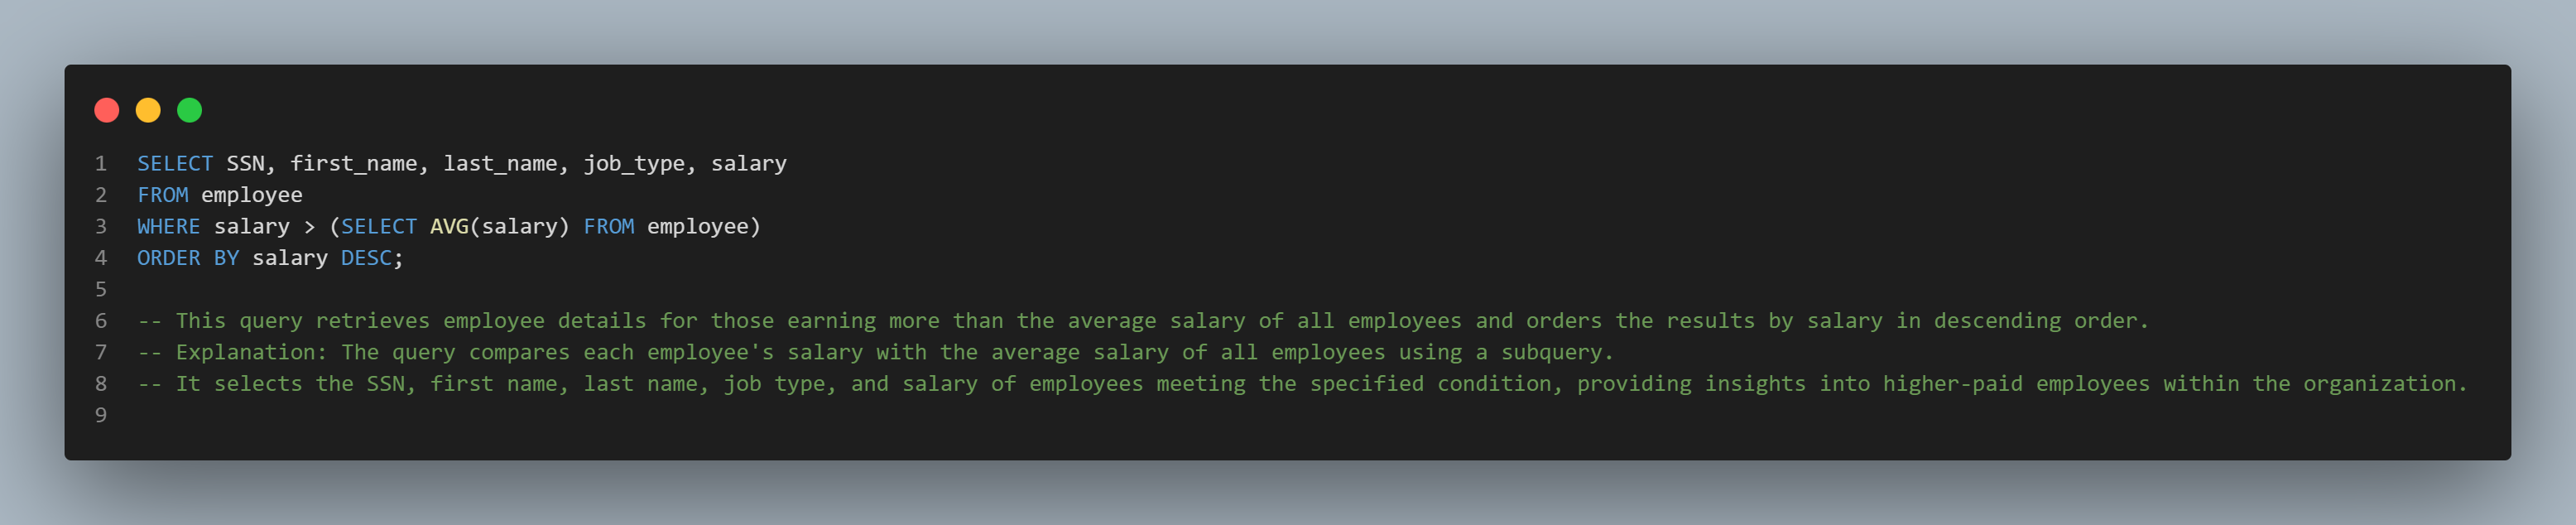 1 SELECT SSN, first_name, last_name, job_type, salary
2 FROM employee
3 WHERE salary > (SELECT AVG(salary) FROM employee)
4 ORDER BY salary DESC;
5
6 -- This query retrieves employee details for those earning more than the average salary of all employees and orders the results by salary in descending order.
7 -- Explanation: The query compares each employee's salary with the average salary of all employees using a subquery.
8 -- It selects the SSN, first name, last name, job type, and salary of employees meeting the specified condition, providing insights into higher-paid employees within the organization.
9